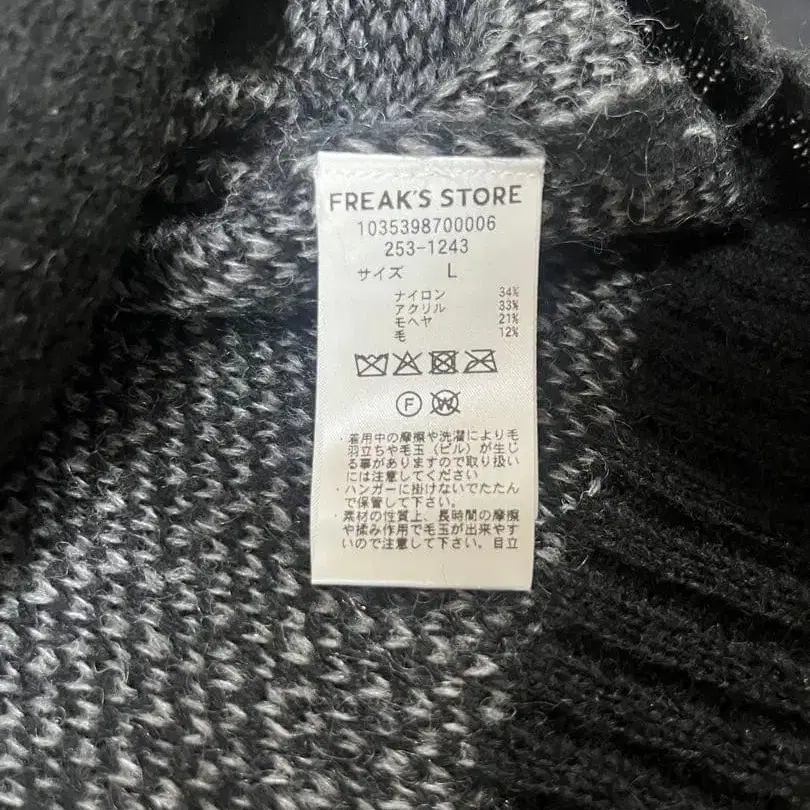 FREAK'S STORE
1035398700006
253-1243
サイズ L
ナイロン 34%
アクリル 33%
モヘヤ 21%
毛 12%
F
W
・着用中の摩擦や洗濯により毛
羽立ちや毛玉（ピル）が生じ
る事がありますので取り扱い
には注意してください
・ハンガーに掛けないでたたん
で保管して下さい。
・素材の性質上、長時間の摩擦
や揉み作用で毛玉が出来やす
いので注意して下さい。目立